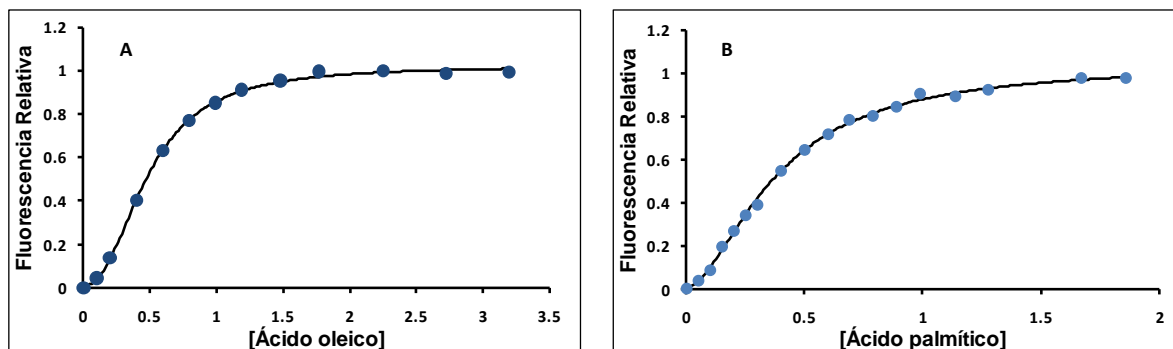 A
Fluorescencia Relativa
1.2
1
0.8
0.6
0.4
0.2
0
0 0.5 1 1.5 2 2.5 3 3.5
[Ácido oleico]
B
Fluorescencia Relativa
1.2
1
0.8
0.6
0.4
0.2
0
0 0.5 1 1.5 2
[Ácido palmítico]